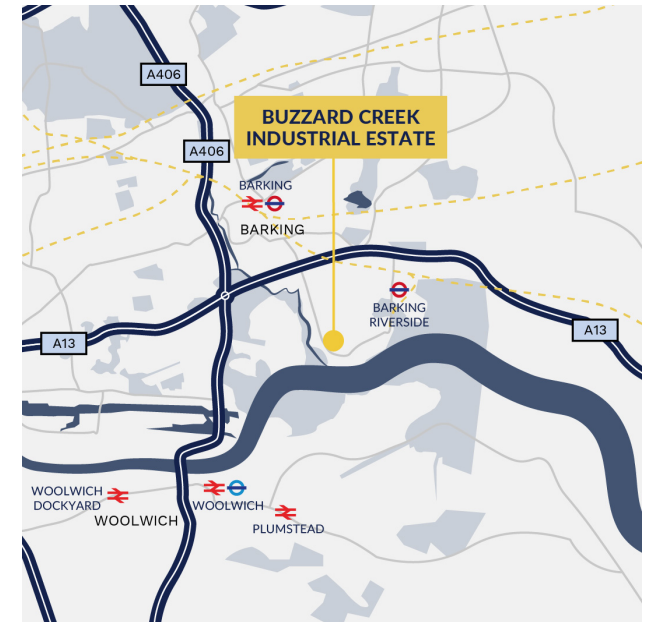 A406
BUZZARD CREEK
INDUSTRIAL ESTATE
A406
BARKING
BARKING
BARKING
RIVERSIDE
A13
A13
WOOLWICH
DOCKYARD
WOOLWICH
WOOLWICH
PLUMSTEAD